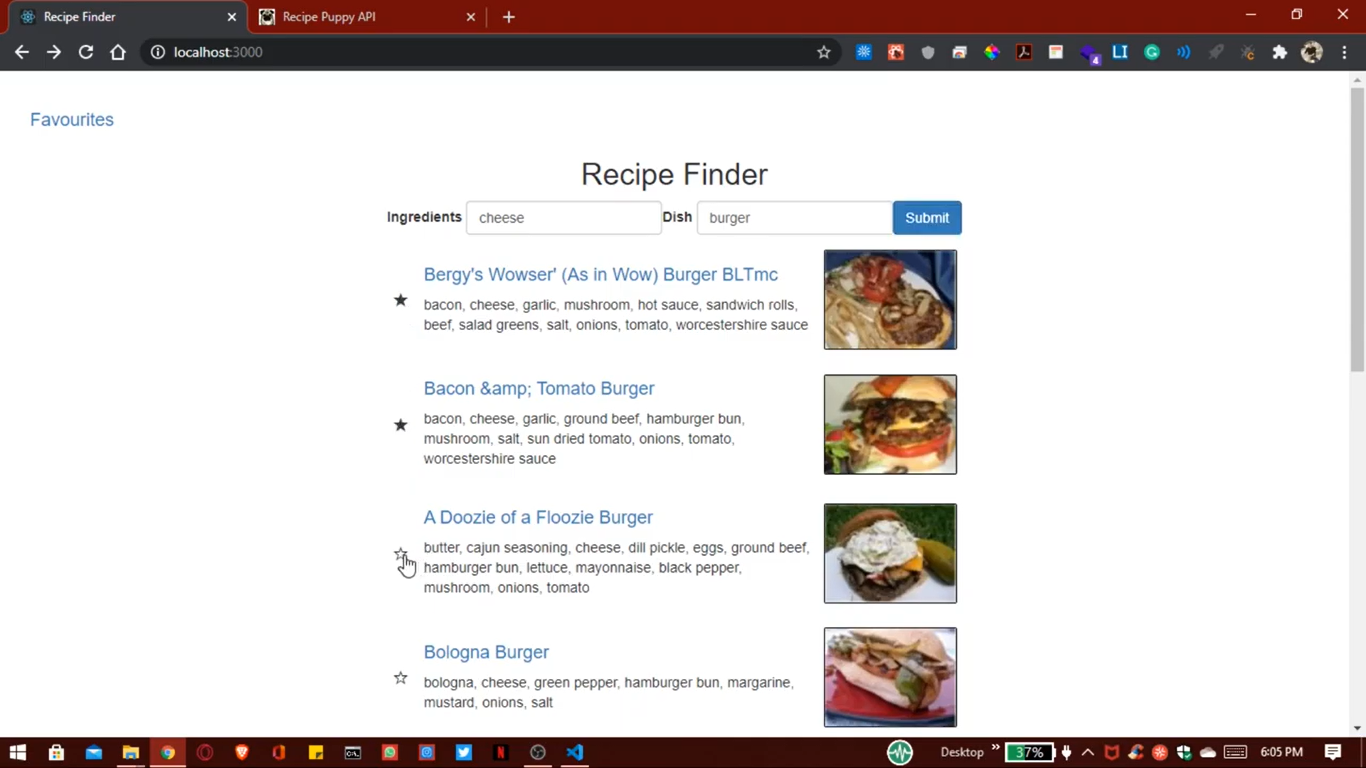 Recipe Finder
Recipe Puppy API
localhost:3000
4
LI
Favourites
Recipe Finder
Ingredients cheese Dish burger Submit
Bergy's Wowser' (As in Wow) Burger BLTmc
bacon, cheese, garlic, mushroom, hot sauce, sandwich rolls,
beef, salad greens, salt, onions, tomato, worcestershire sauce
Bacon &amp; Tomato Burger
bacon, cheese, garlic, ground beef, hamburger bun,
mushroom, salt, sun dried tomato, onions, tomato,
worcestershire sauce
A Doozie of a Floozie Burger
butter, cajun seasoning, cheese, dill pickle, eggs, ground beef,
hamburger bun, lettuce, mayonnaise, black pepper,
mushroom, onions, tomato
Bologna Burger
bologna, cheese, green pepper, hamburger bun, margarine,
mustard, onions, salt
Desktop 37% 6:05 PM